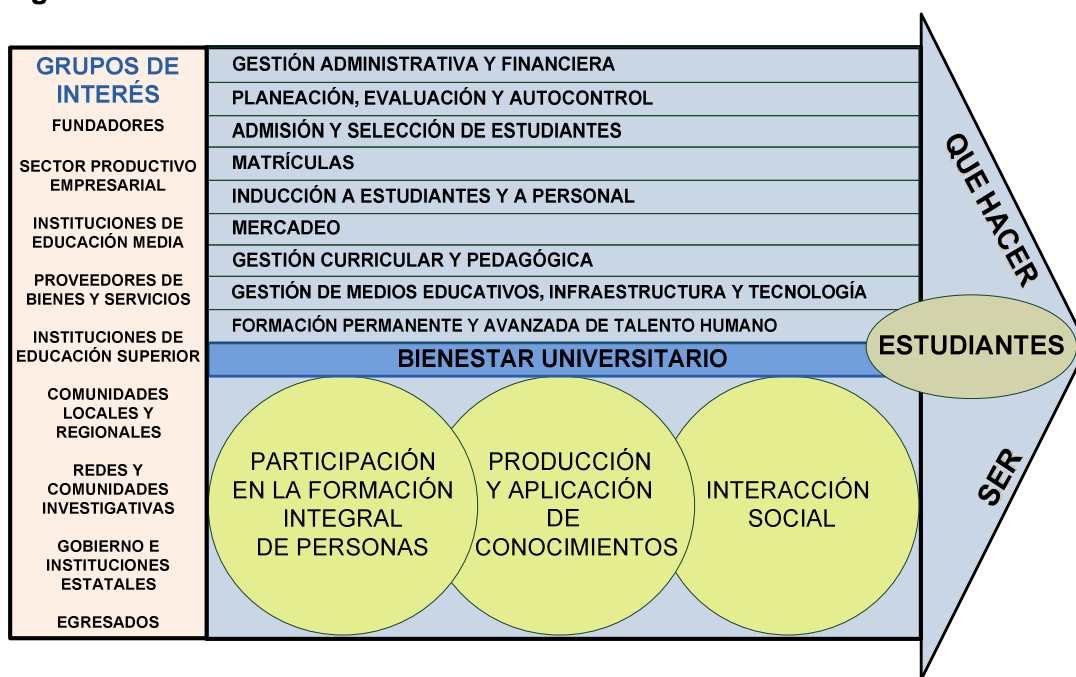 GRUPOS DE
INTERÉS
FUNDADORES
SECTOR PRODUCTIVO
EMPRESARIAL
INSTITUCIONES DE
EDUCACIÓN MEDIA
PROVEEDORES DE
BIENES Y SERVICIOS
INSTITUCIONES DE
EDUCACIÓN SUPERIOR
COMUNIDADES
LOCALES Y
REGIONALES
REDES Y
COMUNIDADES
INVESTIGATIVAS
GOBIERNO E
INSTITUCIONES
ESTATALES
EGRESADOS
GESTIÓN ADMINISTRATIVA Y FINANCIERA
PLANEACIÓN, EVALUACIÓN Y AUTOCONTROL
ADMISIÓN Y SELECCIÓN DE ESTUDIANTES
MATRÍCULAS
INDUCCIÓN A ESTUDIANTES Y A PERSONAL
MERCADEO
GESTIÓN CURRICULAR Y PEDAGÓGICA
GESTIÓN DE MEDIOS EDUCATIVOS, INFRAESTRUCTURA Y TECNOLOGÍA
FORMACIÓN PERMANENTE Y AVANZADA DE TALENTO HUMANO
BIENESTAR UNIVERSITARIO
PARTICIPACIÓN
EN LA FORMACIÓN
INTEGRAL
DE PERSONAS
PRODUCCIÓN
Y APLICACIÓN
DE
CONOCIMIENTOS
INTERACCIÓN
SOCIAL
QUE HACER
ESTUDIANTES
SER